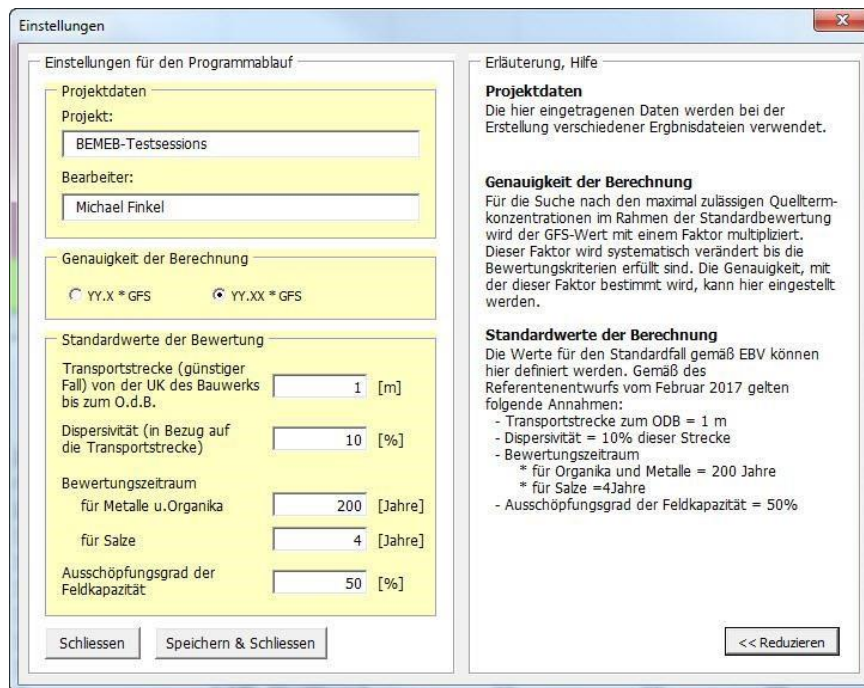 Einstellungen
X
Einstellungen für den Programmablauf
Projektdaten
Projekt:
BEMEB-Testsessions
Bearbeiter:
Michael Finkel
Genauigkeit der Berechnung
YY.X * GFS
YY.XX * GFS
Standardwerte der Bewertung
Transportstrecke (günstiger
Fall) von der UK des Bauwerks
bis zum O.d.B.
1 [m]
Dispersivität (in Bezug auf
die Transportstrecke)
10 [%]
Bewertungszeitraum
für Metalle u.Organika
200 [Jahre]
für Salze
4 [Jahre]
Ausschöpfungsgrad der
Feldkapazität
50 [%]
Schliessen
Speichern & Schliessen
Erläuterung, Hilfe
Projektdaten
Die hier eingetragenen Daten werden bei der
Erstellung verschiedener Ergbnisdateien verwendet.
Genauigkeit der Berechnung
Für die Suche nach den maximal zulässigen Quellterm-
konzentrationen im Rahmen der Standardbewertung
wird der GFS-Wert mit einem Faktor multipliziert.
Dieser Faktor wird systematisch verändert bis die
Bewertungskriterien erfüllt sind. Die Genauigkeit, mit
der dieser Faktor bestimmt wird, kann hier eingestellt
werden.
Standardwerte der Berechnung
Die Werte für den Standardfall gemäß EBV können
hier definiert werden. Gemäß des
Referentenentwurfs vom Februar 2017 gelten
folgende Annahmen:
- Transportstrecke zum ODB = 1 m
- Dispersivität = 10% dieser Strecke
- Bewertungszeitraum
* für Organika und Metalle = 200 Jahre
* für Salze =4Jahre
- Ausschöpfungsgrad der Feldkapazität = 50%
<< Reduzieren